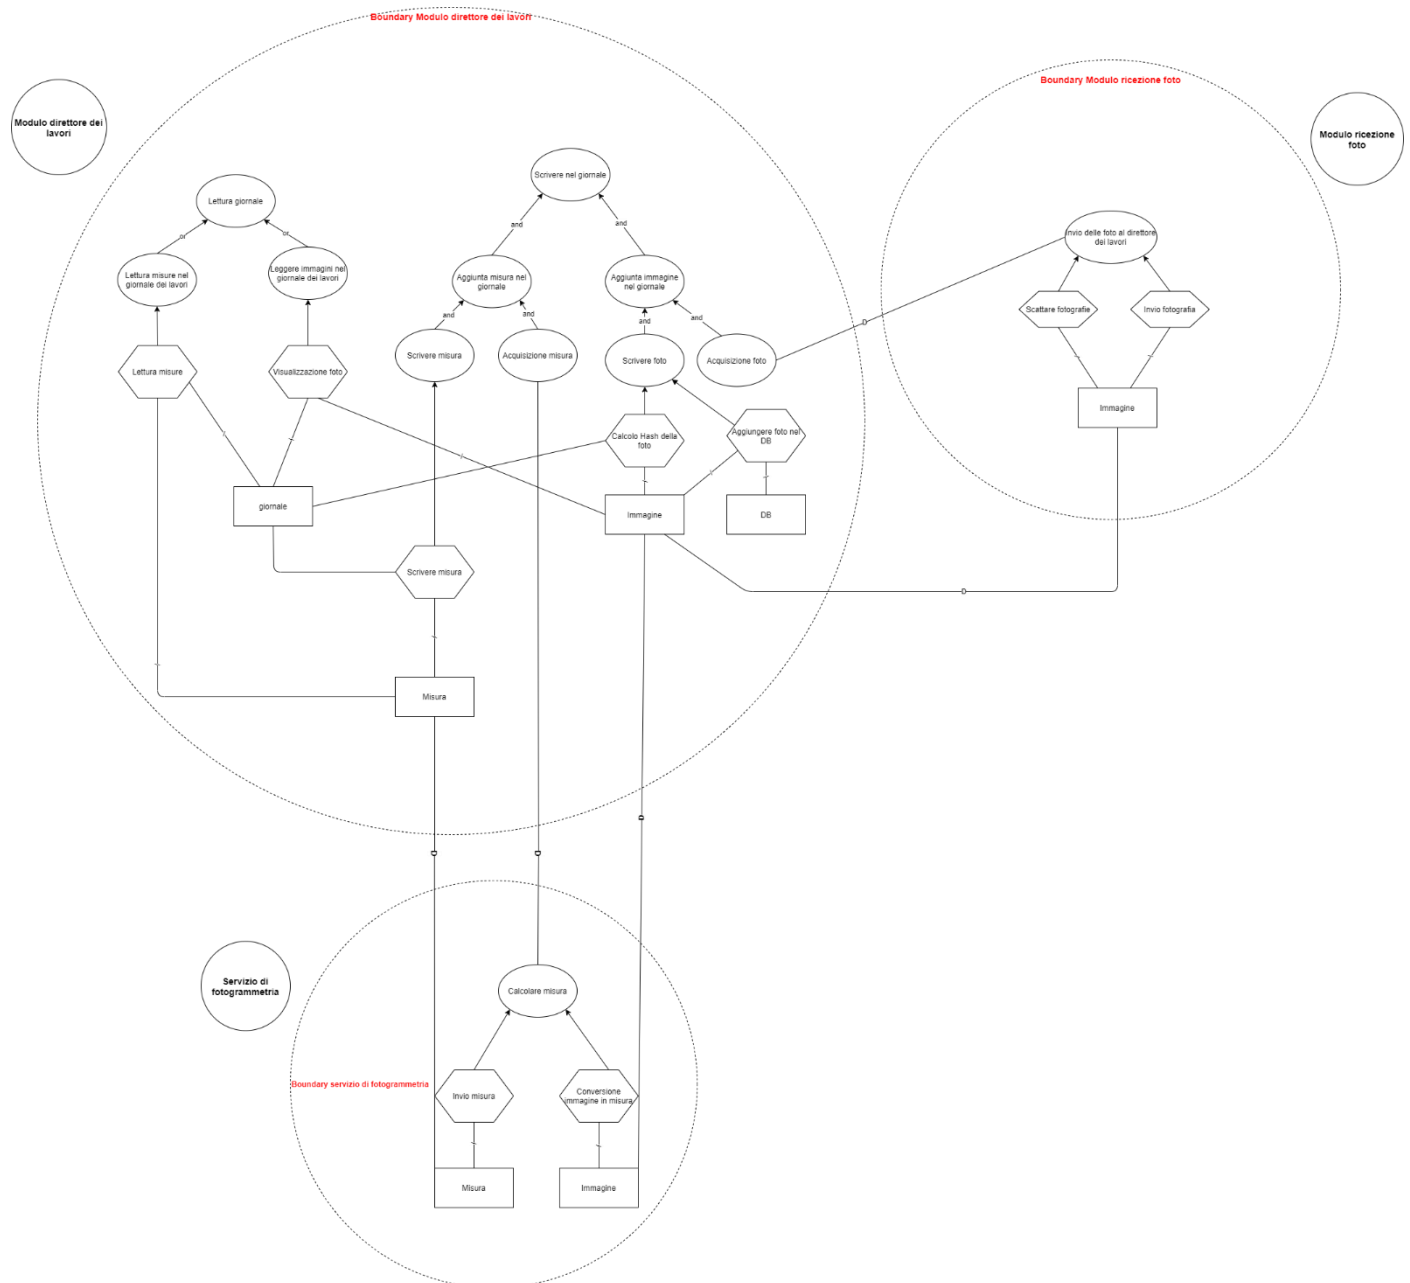 Boundary Modulo direttore dei lavori
Boundary Modulo ricezione foto
Modulo direttore dei
lavori
Modulo ricezione
foto
Scrivere nel giornale
Lettura giornale
and
and
or
or
Invio delle foto al direttore
dei lavori
Lettura misure nel
giornale dei lavori
Leggere immagini nel
giornale dei lavori
Aggiunta misura nel
giornale
Aggiunta immagine
nel giornale
and
and
and
and
D
Scattare fotografie
Invio fotografia
Scrivere misura
Acquisizione misura
Scrivere foto
Acquisizione foto
Lettura misure
Visualizzazione foto
Immagine
Calcolo Hash della
foto
Aggiungere foto nel
DB
giornale
Immagine
DB
Scrivere misura
D
Misura
D
D
D
Servizio di
fotogrammetria
Calcolare misura
Boundary servizio di fotogrammetria
Invio misura
Conversione
immagine in misura
Misura
Immagine